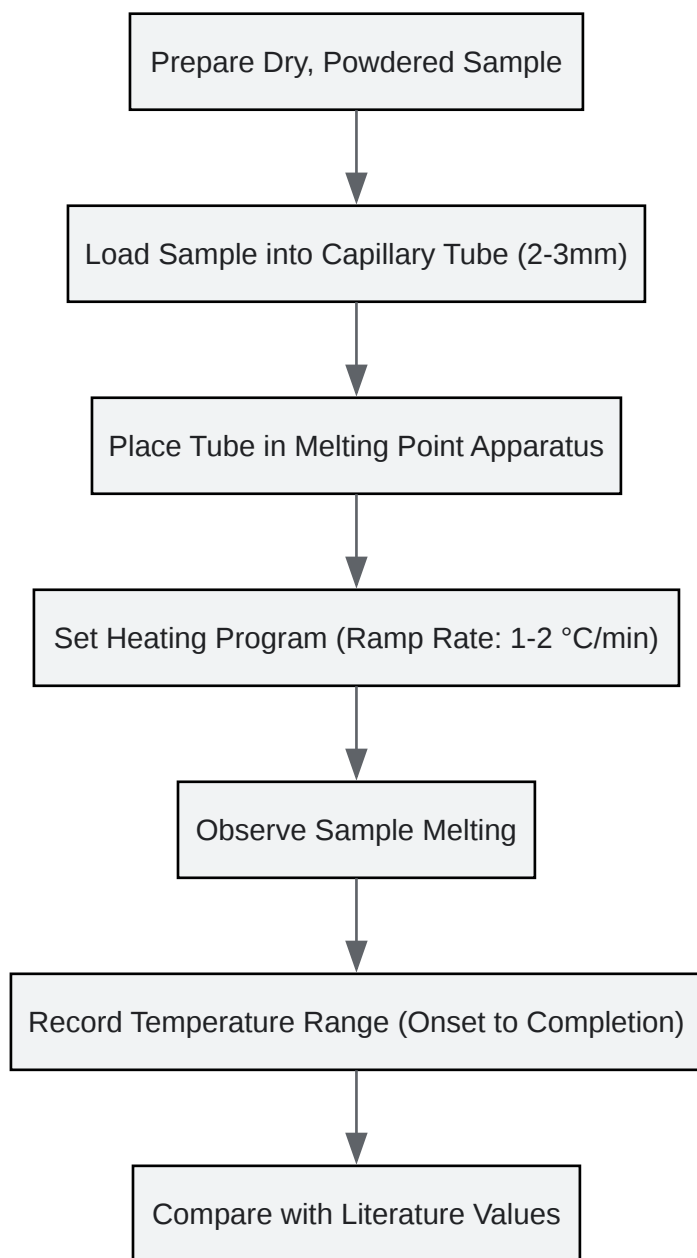 Prepare Dry, Powdered Sample
Load Sample into Capillary Tube (2-3mm)
Place Tube in Melting Point Apparatus
Set Heating Program (Ramp Rate: 1-2 °C/min)
Observe Sample Melting
Record Temperature Range (Onset to Completion)
Compare with Literature Values